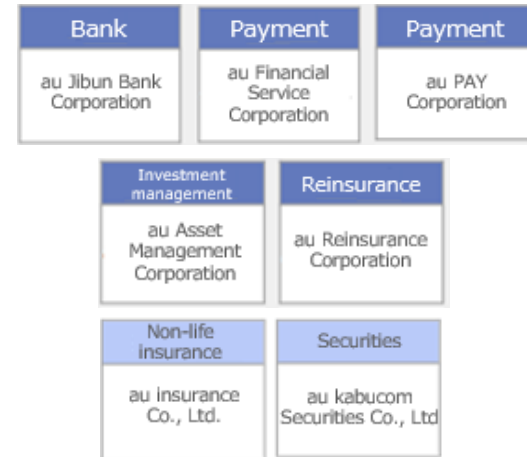 Bank
au Jibun Bank
Corporation
Payment
au Financial
Service
Corporation
Payment
au PAY
Corporation
Investment
management
au Asset
Management
Corporation
Reinsurance
au Reinsurance
Corporation
Non-life
insurance
au insurance
Co., Ltd.
Securities
au kabucom
Securities Co., Ltd